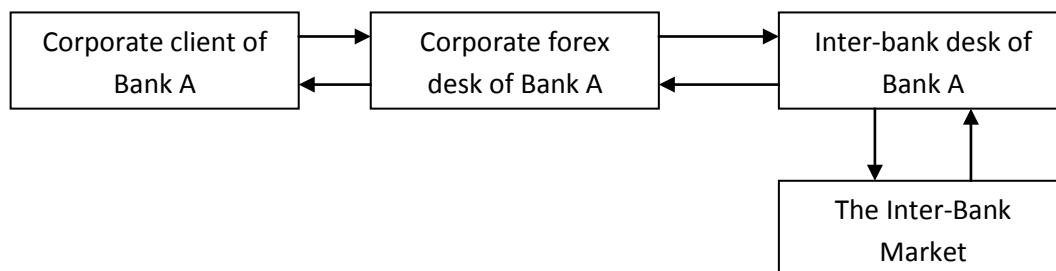 Corporate client of
Bank A
Corporate forex
desk of Bank A
Inter-bank desk of
Bank A
The Inter-Bank
Market